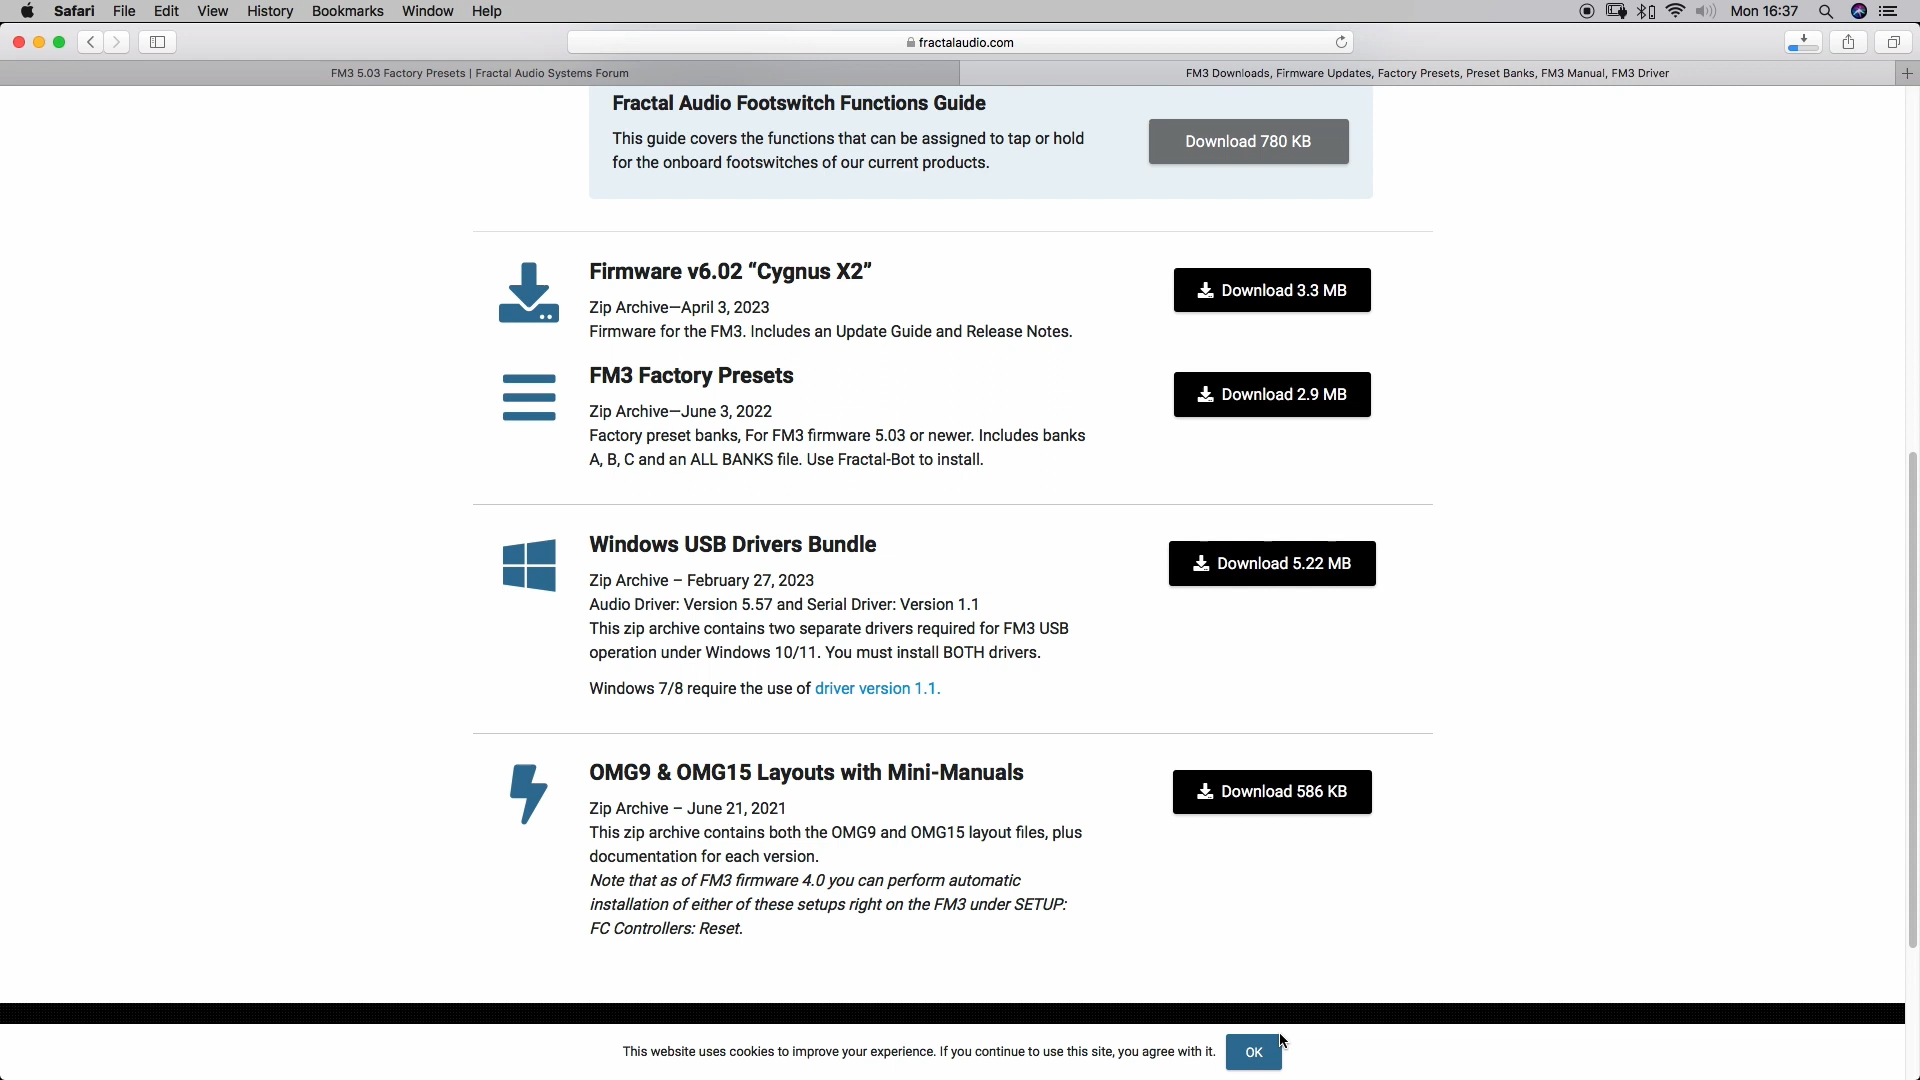 Safari File Edit View History Bookmarks Window Help Mon 16:37
fractalaudio.com
FM3 5.03 Factory Presets | Fractal Audio Systems Forum
FM3 Downloads, Firmware Updates, Factory Presets, Preset Banks, FM3 Manual, FM3 Driver
Fractal Audio Footswitch Functions Guide
This guide covers the functions that can be assigned to tap or hold
for the onboard footswitches of our current products.
Download 780 KB
Firmware v6.02 “Cygnus X2”
Zip Archive—April 3, 2023
Firmware for the FM3. Includes an Update Guide and Release Notes.
Download 3.3 MB
FM3 Factory Presets
Zip Archive—June 3, 2022
Factory preset banks, For FM3 firmware 5.03 or newer. Includes banks
A, B, C and an ALL BANKS file. Use Fractal-Bot to install.
Download 2.9 MB
Windows USB Drivers Bundle
Zip Archive – February 27, 2023
Audio Driver: Version 5.57 and Serial Driver: Version 1.1
This zip archive contains two separate drivers required for FM3 USB
operation under Windows 10/11. You must install BOTH drivers.
Windows 7/8 require the use of driver version 1.1.
Download 5.22 MB
OMG9 & OMG15 Layouts with Mini-Manuals
Zip Archive – June 21, 2021
This zip archive contains both the OMG9 and OMG15 layout files, plus
documentation for each version.
Note that as of FM3 firmware 4.0 you can perform automatic
installation of either of these setups right on the FM3 under SETUP:
FC Controllers: Reset.
Download 586 KB
This website uses cookies to improve your experience. If you continue to use this site, you agree with it.
OK